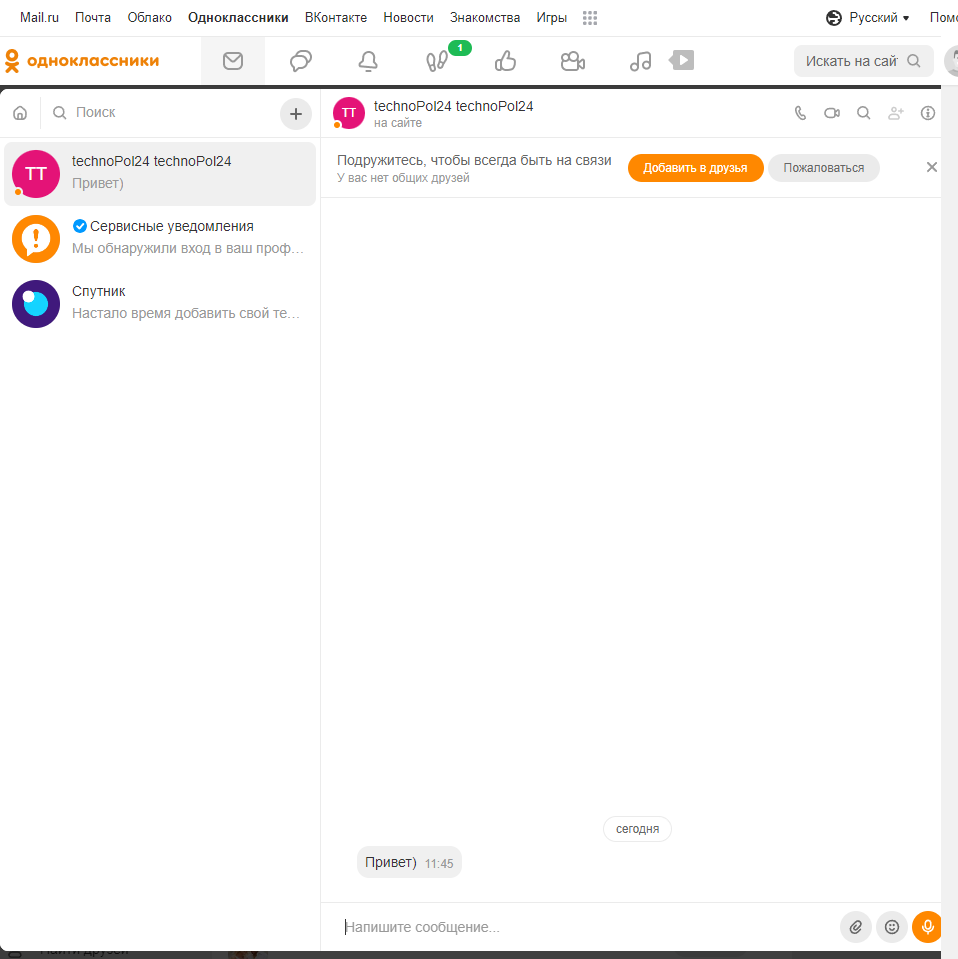 Mail.ru Почта Облако Одноклассники ВКонтакте Новости Знакомства Игры Русский
одноклассники 1 Искать на сай
Поиск
technoPol24 technoPol24
на сайте
technoPol24 technoPol24
Привет)
TT
TT
Сервисные уведомления
Мы обнаружили вход в ваш проф…
Спутник
Настало время добавить свой те…
Подружитесь, чтобы всегда быть на связи
У вас нет общих друзей
Добавить в друзья Пожаловаться
сегодня
Привет) 11:45
Напишите сообщение...